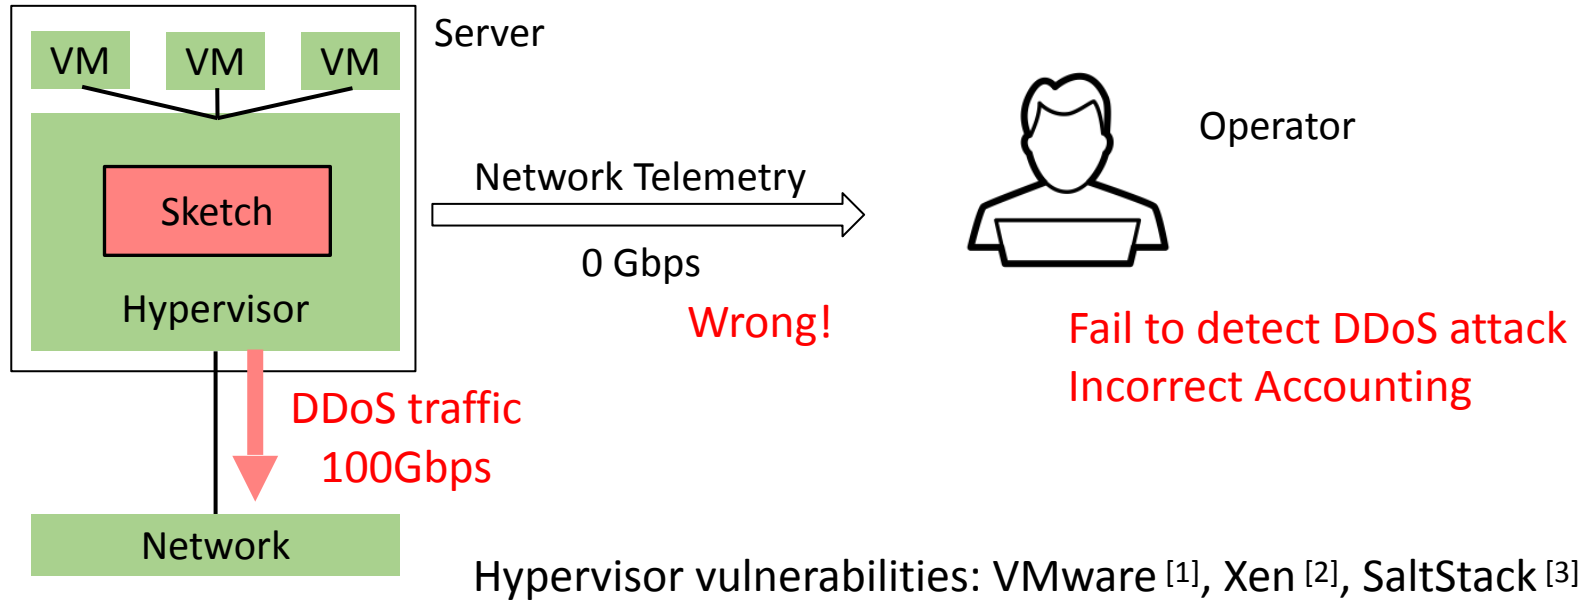 Server
VM VM VM
Sketch
Hypervisor
Network Telemetry
0 Gbps
Wrong!
Operator
Fail to detect DDoS attack
Incorrect Accounting
DDoS traffic
100Gbps
Network
Hypervisor vulnerabilities: VMware [1], Xen [2], SaltStack [3]